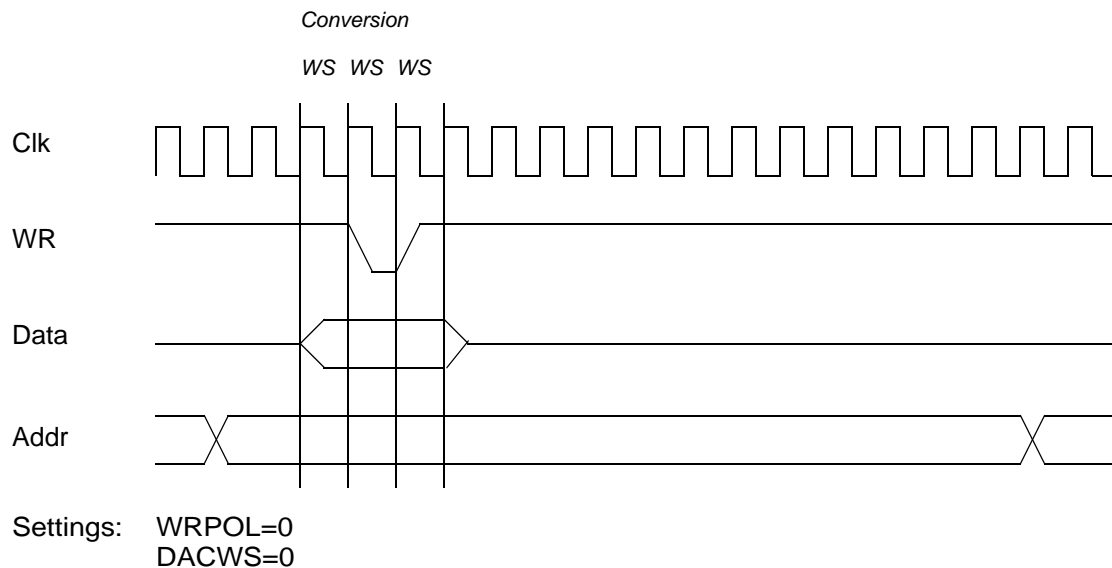 Conversion
WS WS WS
Clk
WR
Data
Addr
Settings: WRPOL=0
DACWS=0